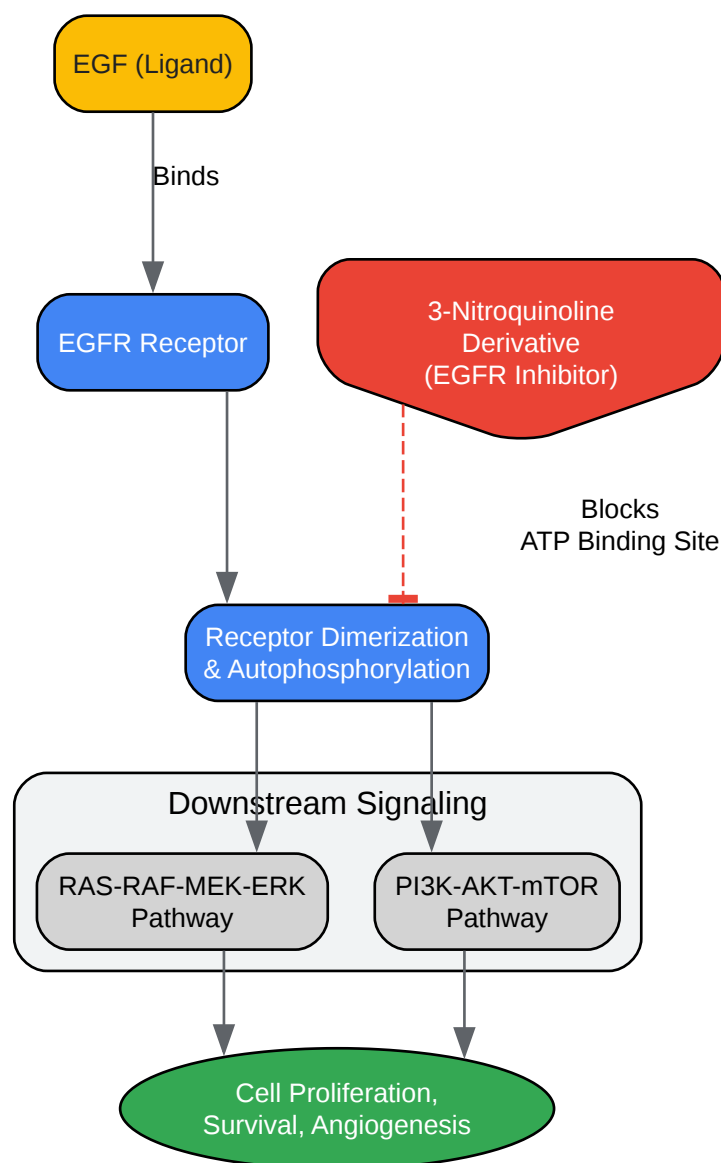 EGF (Ligand)
Binds
EGFR Receptor
3-Nitroquinoline
Derivative
(EGFR Inhibitor)
Blocks
ATP Binding Site
Receptor Dimerization
& Autophosphorylation
Downstream Signaling
RAS-RAF-MEK-ERK
Pathway
PI3K-AKT-mTOR
Pathway
Cell Proliferation,
Survival, Angiogenesis